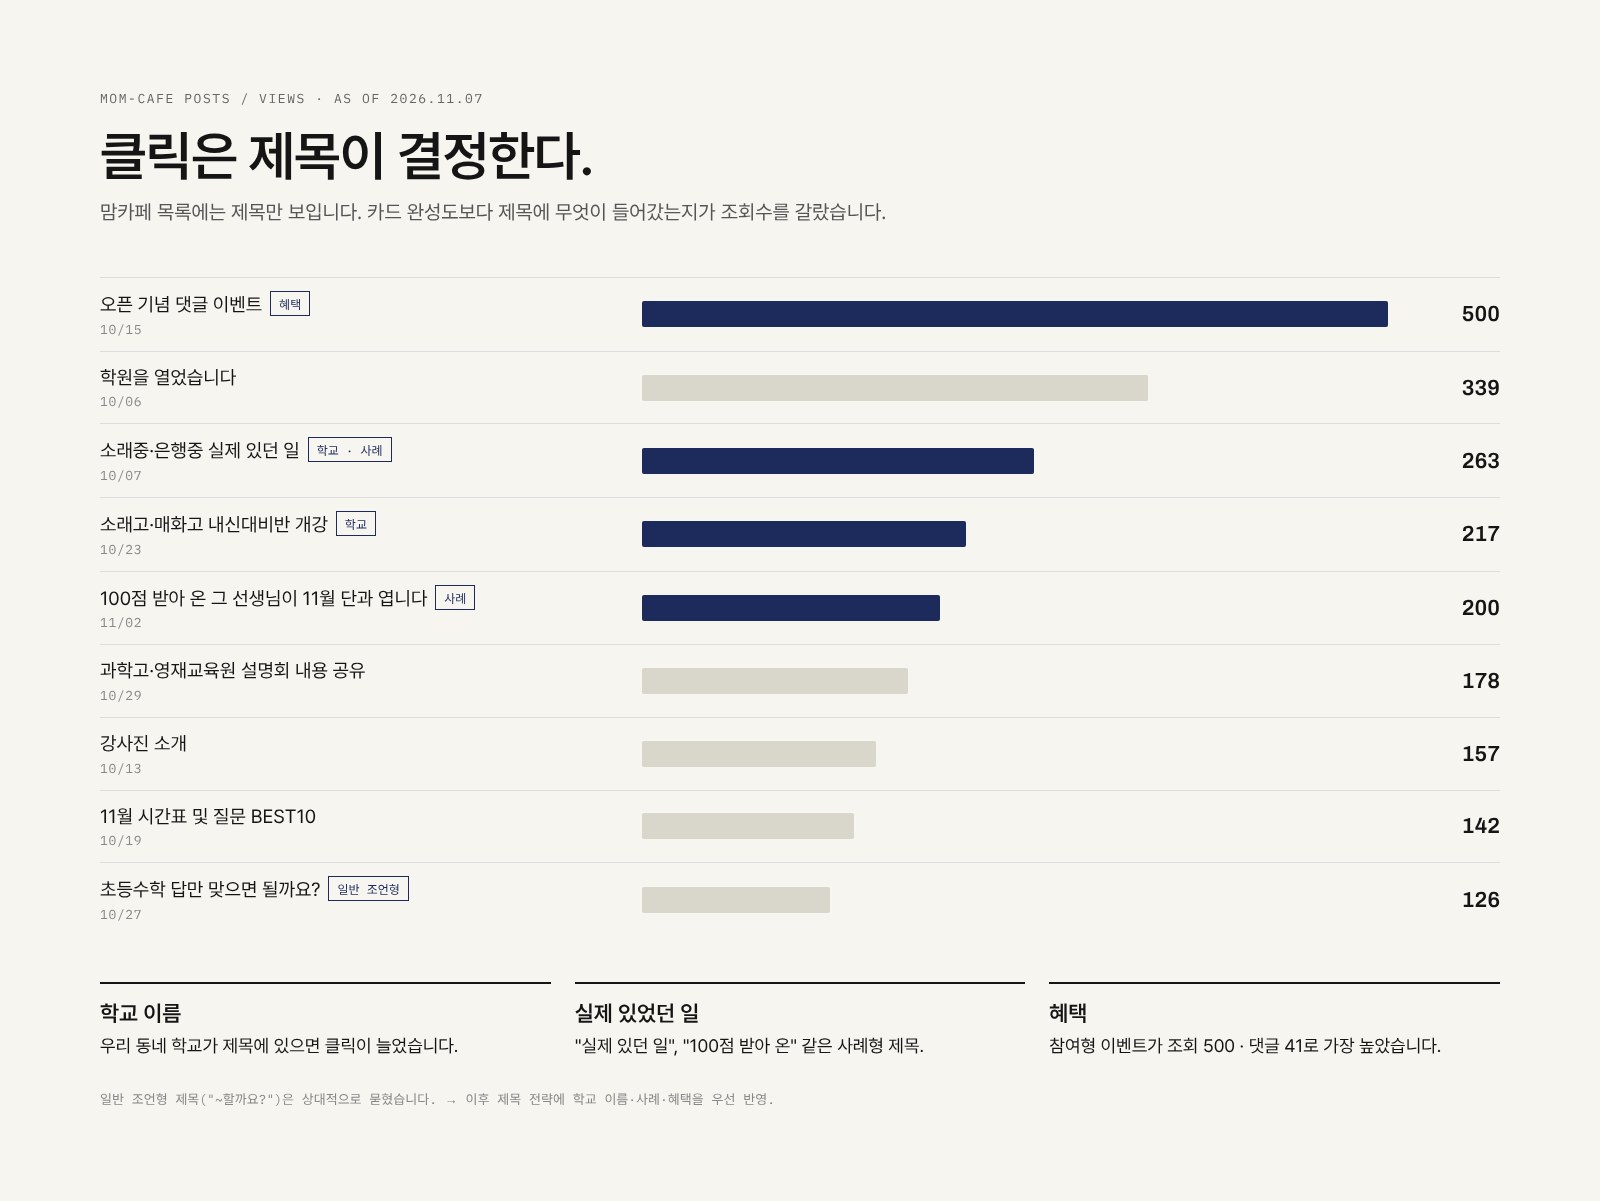 MOM-CAFE POSTS / VIEWS · AS OF 2026.11.07
클릭은 제목이 결정한다.
맘카페 목록에는 제목만 보입니다. 카드 완성도보다 제목에 무엇이 들어갔는지가 조회수를 갈랐습니다.
오픈 기념 댓글 이벤트 혜택
10/15
500
학원을 열었습니다
10/06
339
소래중·은행중 실제 있던 일 학교 · 사례
10/07
263
소래고·매화고 내신대비반 개강 학교
10/23
217
100점 받아 온 그 선생님이 11월 단과 엽니다 사례
11/02
200
과학고·영재교육원 설명회 내용 공유
10/29
178
강사진 소개
10/13
157
11월 시간표 및 질문 BEST10
10/19
142
초등수학 답만 맞으면 될까요? 일반 조언형
10/27
126
학교 이름
우리 동네 학교가 제목에 있으면 클릭이 늘었습니다.
실제 있었던 일
"실제 있던 일", "100점 받아 온" 같은 사례형 제목.
혜택
참여형 이벤트가 조회 500 · 댓글 41로 가장 높았습니다.
일반 조언형 제목("~할까요?")은 상대적으로 묻혔습니다. → 이후 제목 전략에 학교 이름·사례·혜택을 우선 반영.